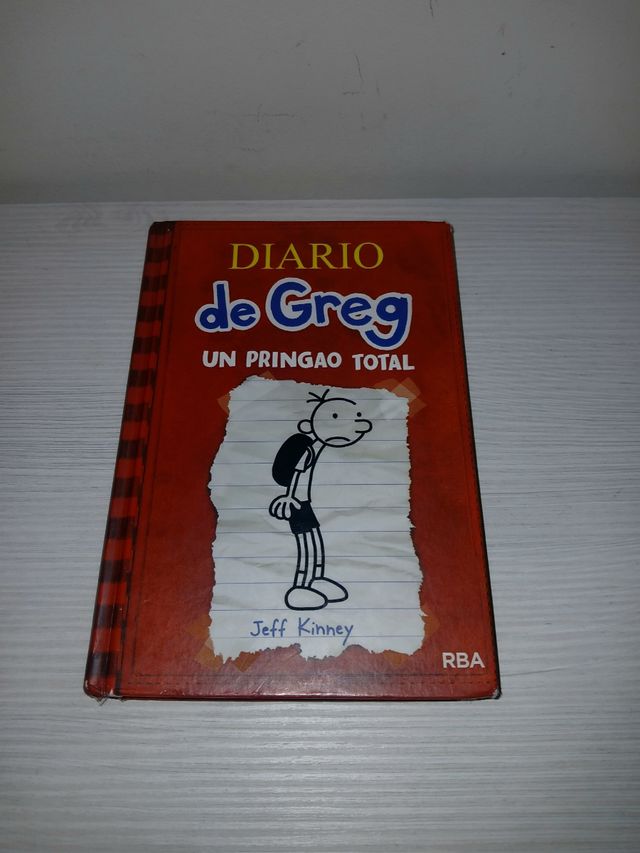 DIARIO
de Greg
UN PRINGAO TOTAL
Jeff Kinney
RBA